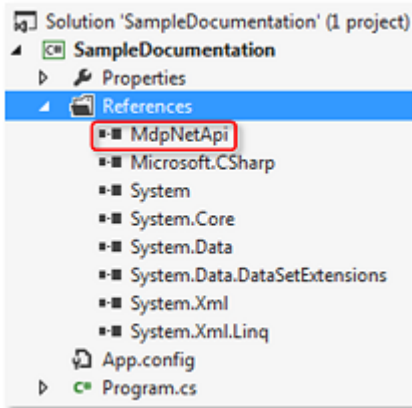 Solution 'SampleDocumentation' (1 project)
C# SampleDocumentation
Properties
References
MdpNetApi
Microsoft.CSharp
System
System.Core
System.Data
System.Data.DataSetExtensions
System.Xml
System.Xml.Linq
App.config
C# Program.cs